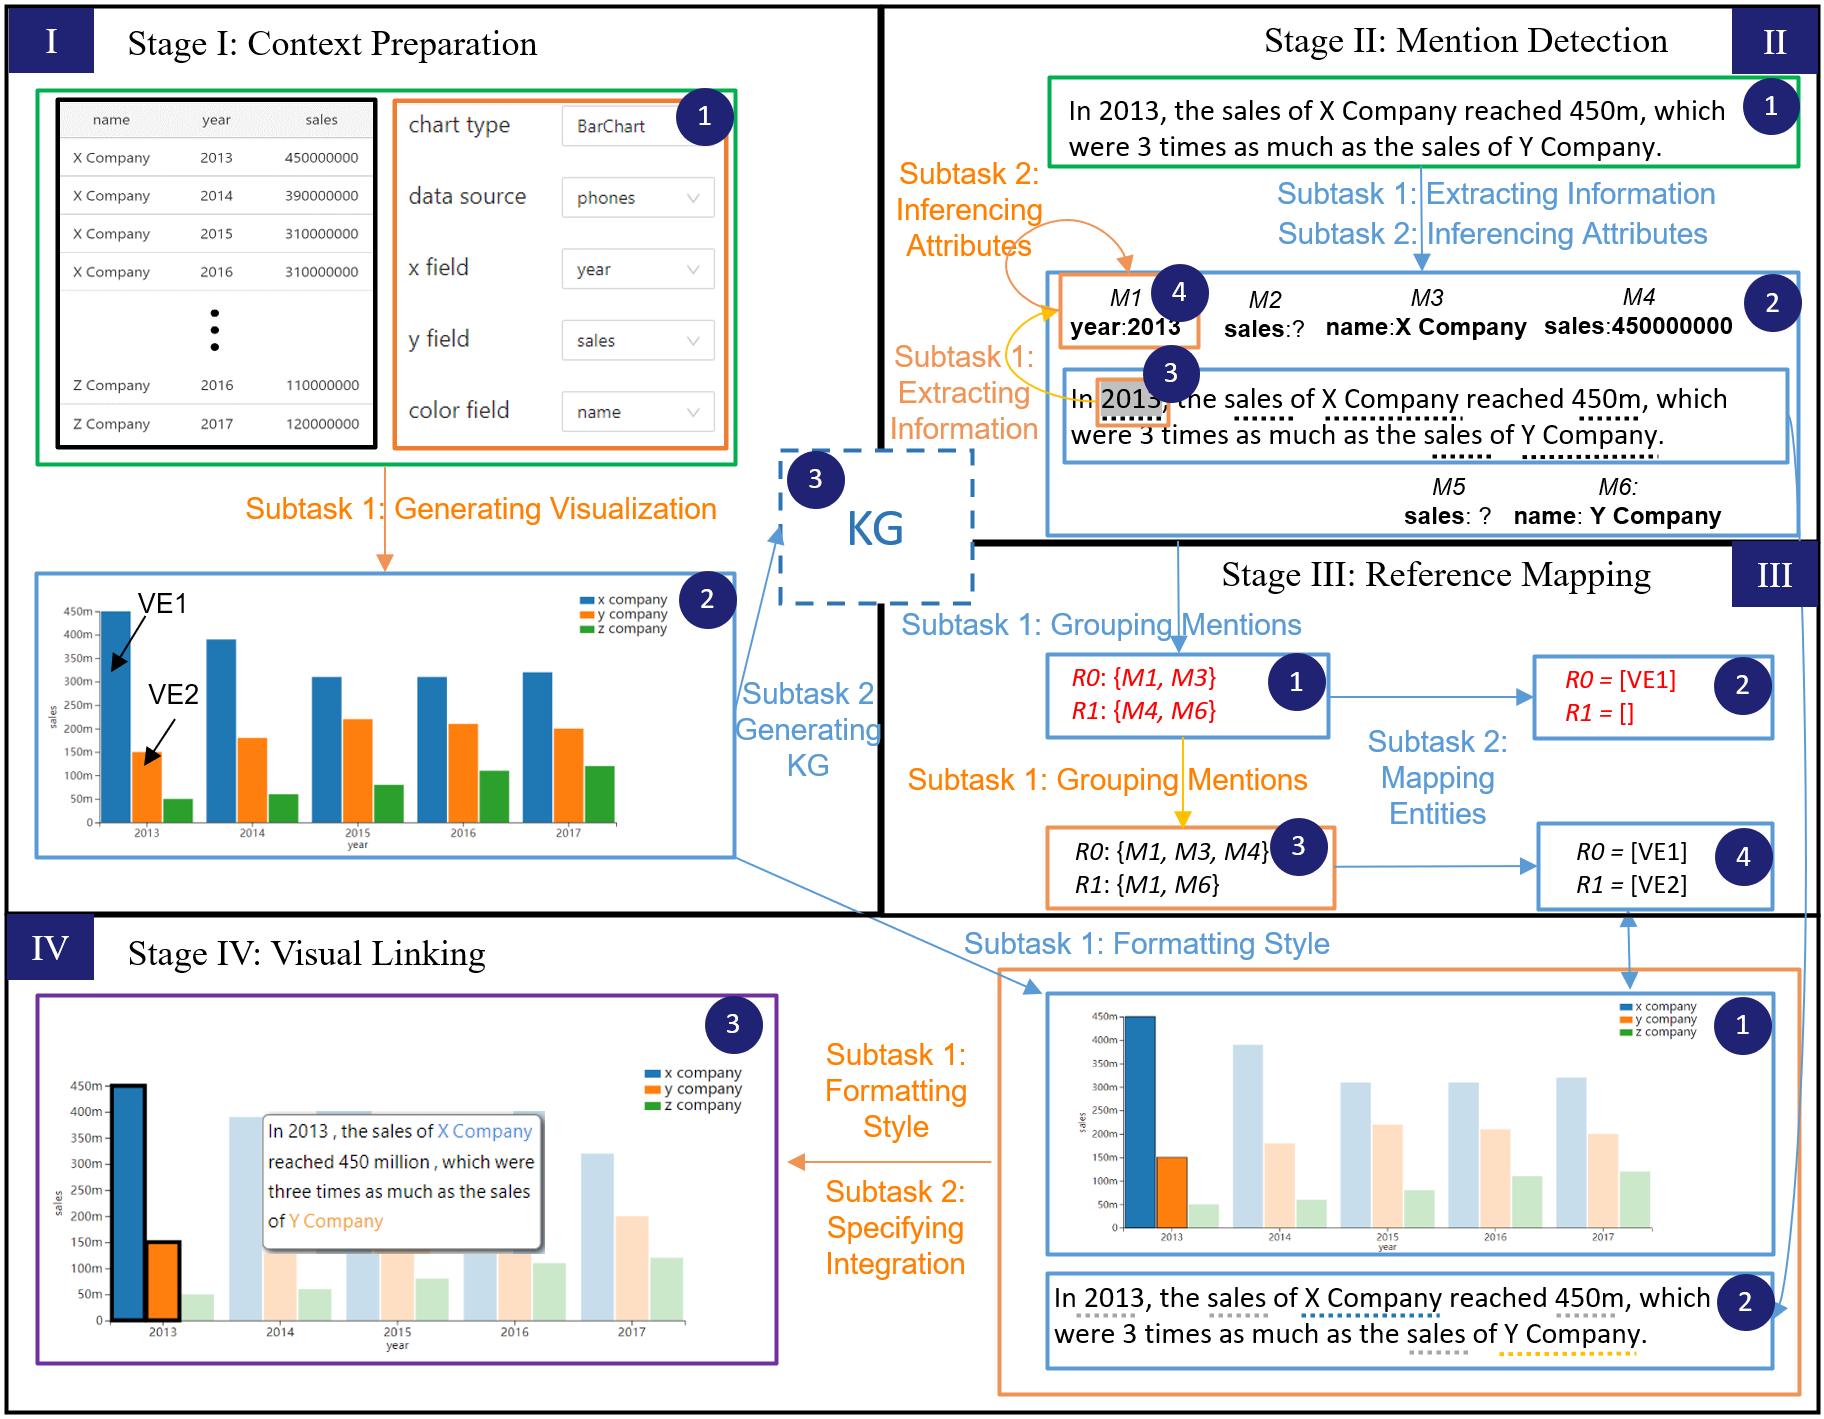 I
Stage I: Context Preparation
name year sales
X Company 2013 450000000
X Company 2014 390000000
X Company 2015 310000000
X Company 2016 310000000
Z Company 2016 110000000
Z Company 2017 120000000
1
chart type BarChart
data source phones
x field year
y field sales
color field name
Subtask 1: Generating Visualization
2
VE1
VE2
x company
y company
z company
450m
400m
350m
300m
250m
200m
150m
100m
50m
0
sales
2013 2014 2015 2016 2017
year
Subtask 2
Generating
KG
3
KG
Stage II: Mention Detection
II
In 2013, the sales of X Company reached 450m, which
were 3 times as much as the sales of Y Company.
1
Subtask 1: Extracting Information
Subtask 2: Inferencing Attributes
Subtask 2:
Inferencing
Attributes
M1
year:2013
4
M2
sales:?
M3
name:X Company
M4
sales:450000000
2
Subtask 1:
Extracting
Information
3
In 2013, the sales of X Company reached 450m, which
were 3 times as much as the sales of Y Company.
M5
sales: ?
M6:
name: Y Company
Stage III: Reference Mapping
III
Subtask 1: Grouping Mentions
R0: {M1, M3}
R1: {M4, M6}
1
R0 = [VE1]
R1 = []
2
Subtask 1: Grouping Mentions
Subtask 2:
Mapping
Entities
R0: {M1, M3, M4}
R1: {M1, M6}
3
R0 = [VE1]
R1 = [VE2]
4
IV
Stage IV: Visual Linking
Subtask 1: Formatting Style
1
x company
y company
z company
450m
400m
350m
300m
250m
200m
150m
100m
50m
0
sales
2013 2014 2015 2016 2017
year
In 2013, the sales of X Company reached 450m, which
were 3 times as much as the sales of Y Company.
2
Subtask 1:
Formatting
Style
Subtask 2:
Specifying
Integration
3
x company
y company
z company
450m
400m
350m
300m
250m
200m
150m
100m
50m
0
sales
In 2013 , the sales of X Company
reached 450 million , which were
three times as much as the sales
of Y Company
2013 2014 2015 2016 2017
year